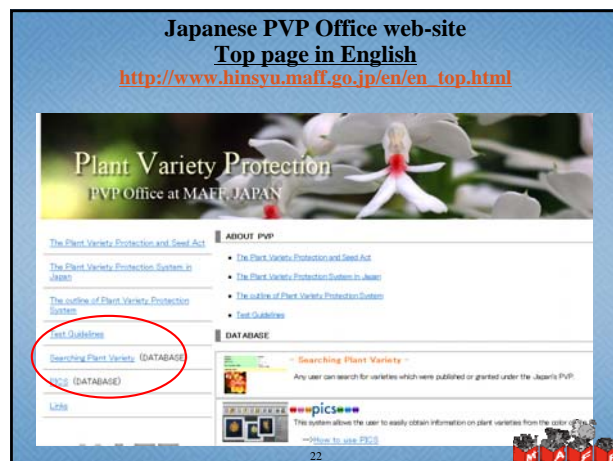 Japanese PVP Office web-site
Top page in English
http://www.hinsyu.maff.go.jp/en/en_top.html
Plant Variety Protection
PVP Office at MAFF, JAPAN
The Plant Variety Protection and Seed Act
The Plant Variety Protection System in
Japan
The outline of Plant Variety Protection
System
Test Guidelines
Searching Plant Variety (DATABASE)
PICS (DATABASE)
Links
ABOUT PVP
The Plant Variety Protection and Seed Act
The Plant Variety Protection System in Japan
The outline of Plant Variety Protection System
Test Guidelines
DATABASE
- Searching Plant Variety -
Any user can search for varieties which were published or granted under the Japan's PVP.
pics
This system allows the user to easily obtain information on plant varieties from the color
-->How to use PICS
22
MAFF